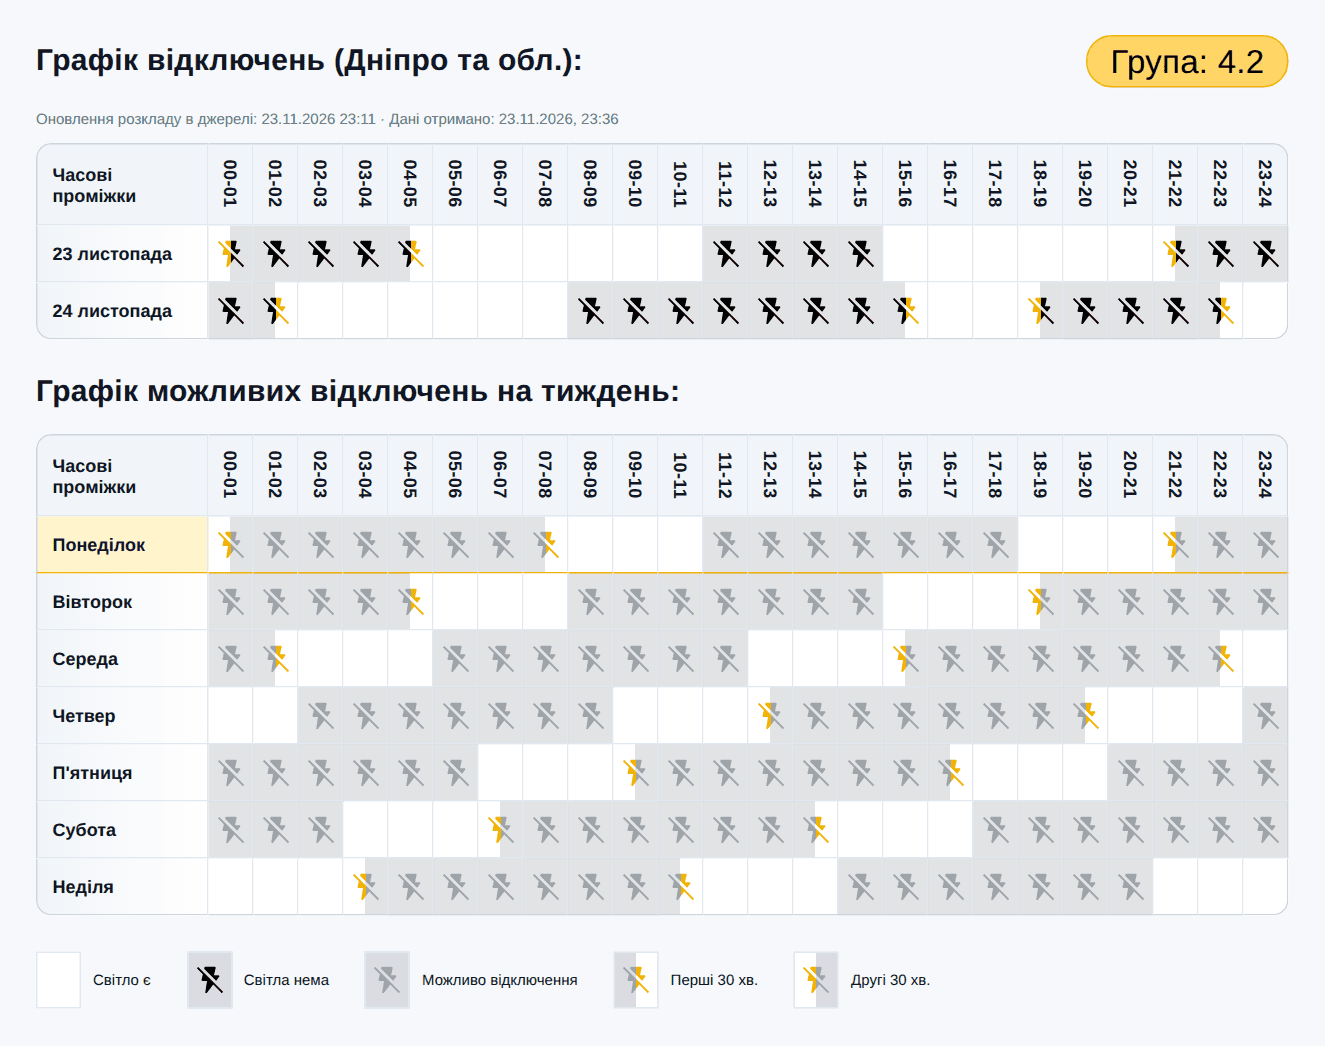 Графік відключень (Дніпро та обл.):
Група: 4.2
Оновлення розкладу в джерелі: 23.11.2026 23:11 · Дані отримано: 23.11.2026, 23:36
Часові проміжки 00-01 01-02 02-03 03-04 04-05 05-06 06-07 07-08 08-09 09-10 10-11 11-12 12-13 13-14 14-15 15-16 16-17 17-18 18-19 19-20 20-21 21-22 22-23 23-24
23 листопада
24 листопада
Графік можливих відключень на тиждень:
Часові проміжки 00-01 01-02 02-03 03-04 04-05 05-06 06-07 07-08 08-09 09-10 10-11 11-12 12-13 13-14 14-15 15-16 16-17 17-18 18-19 19-20 20-21 21-22 22-23 23-24
Понеділок
Вівторок
Середа
Четвер
П'ятниця
Субота
Неділя
Світло є Світла нема Можливо відключення Перші 30 хв. Другі 30 хв.